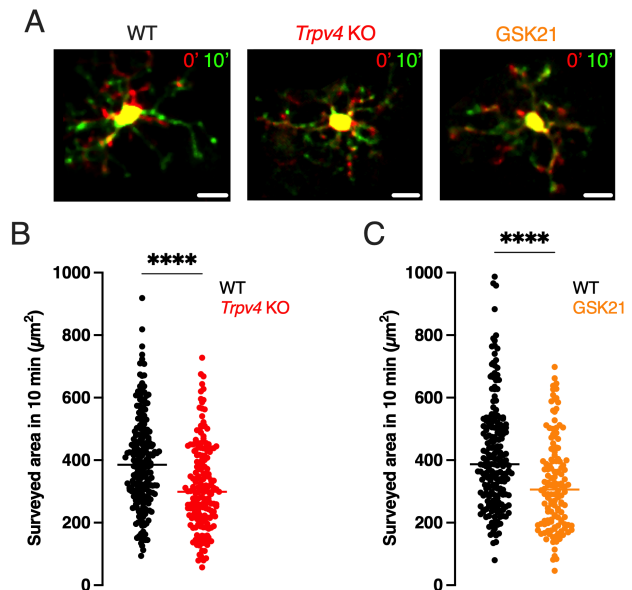 A
WT
Trpv4 KO
GSK21
0' 10'
0' 10'
0' 10'
B
****
WT
Trpv4 KO
Surveyed area in 10 min (µm²)
1000
800
600
400
200
0
C
****
WT
GSK21
Surveyed area in 10 min (µm²)
1000
800
600
400
200
0